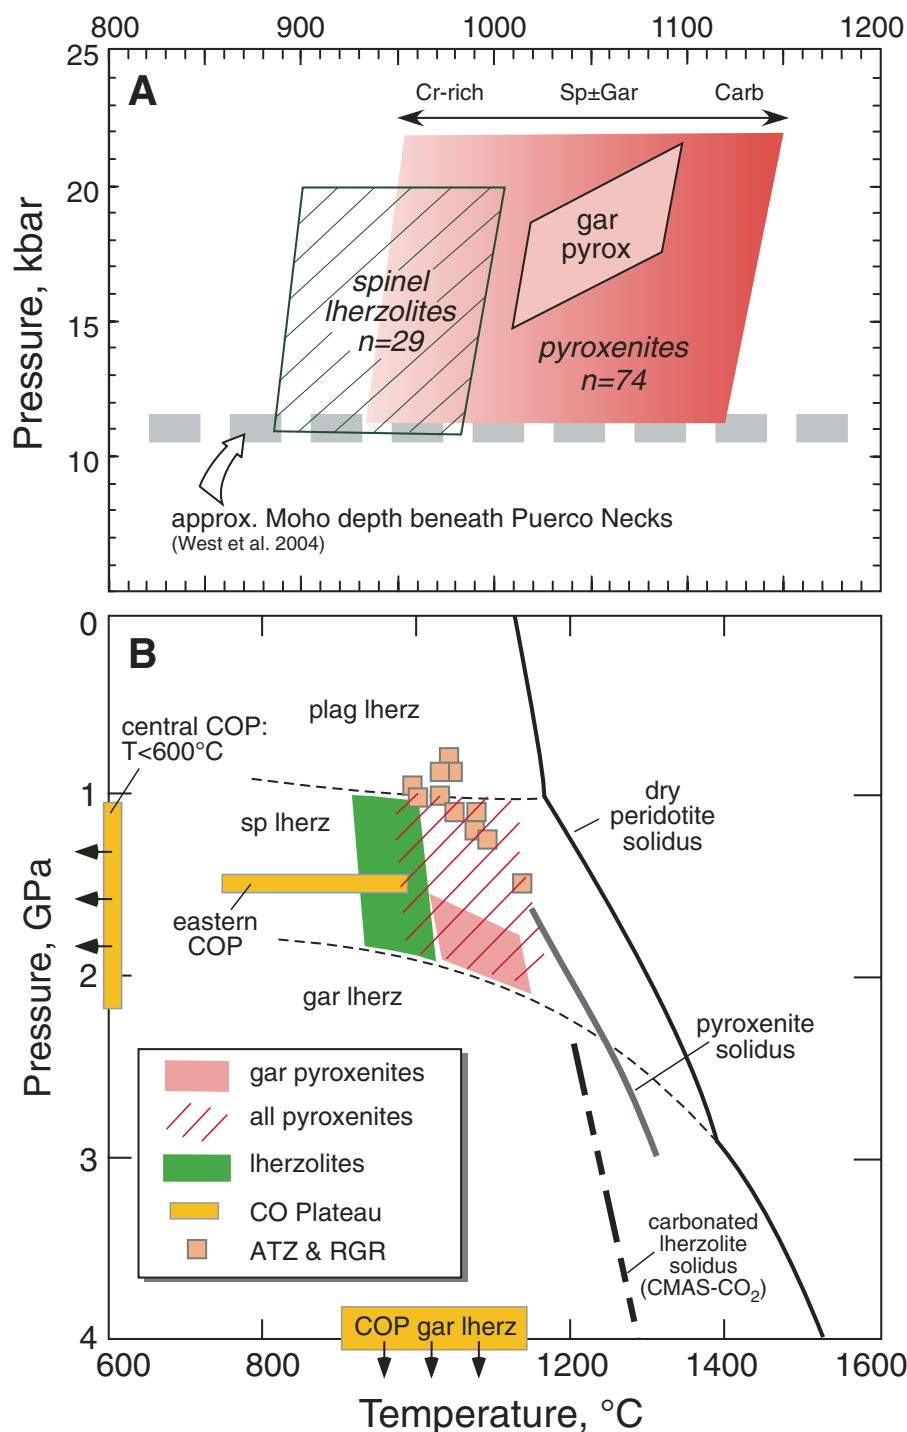 800 900 1000 1100 1200
25
A
Cr-rich Sp±Gar Carb
20
gar
pyrox
spinel
lherzolites
n=29
15
pyroxenites
n=74
10
Pressure, kbar
approx. Moho depth beneath Puerco Necks
(West et al. 2004)
0
B
plag lherz
central COP:
T<600°C
1
sp lherz
dry
peridotite
solidus
eastern
COP
2
gar lherz
pyroxenite
solidus
Pressure, GPa
gar pyroxenites
all pyroxenites
lherzolites
CO Plateau
ATZ & RGR
3
carbonated
lherzolite
solidus
(CMAS-CO₂)
COP gar lherz
4
600 800 1200 1400 1600
Temperature, °C